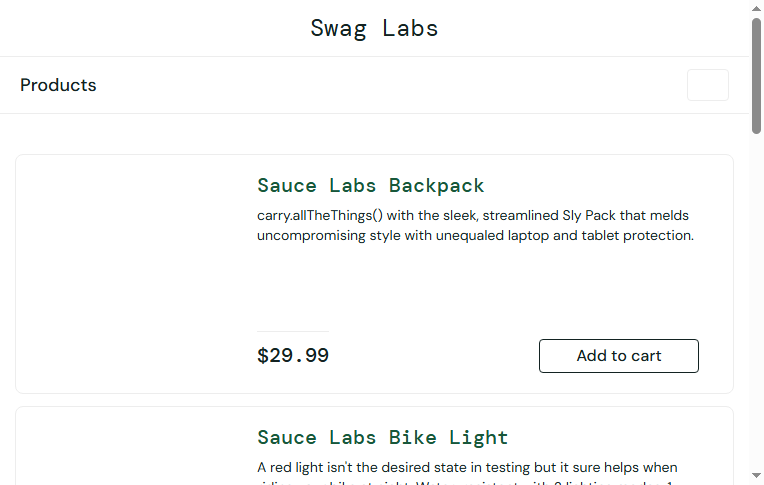 Swag Labs
Products
Sauce Labs Backpack
carry.allTheThings() with the sleek, streamlined Sly Pack that melds
uncompromising style with unequaled laptop and tablet protection.
$29.99
Add to cart
Sauce Labs Bike Light
A red light isn't the desired state in testing but it sure helps when